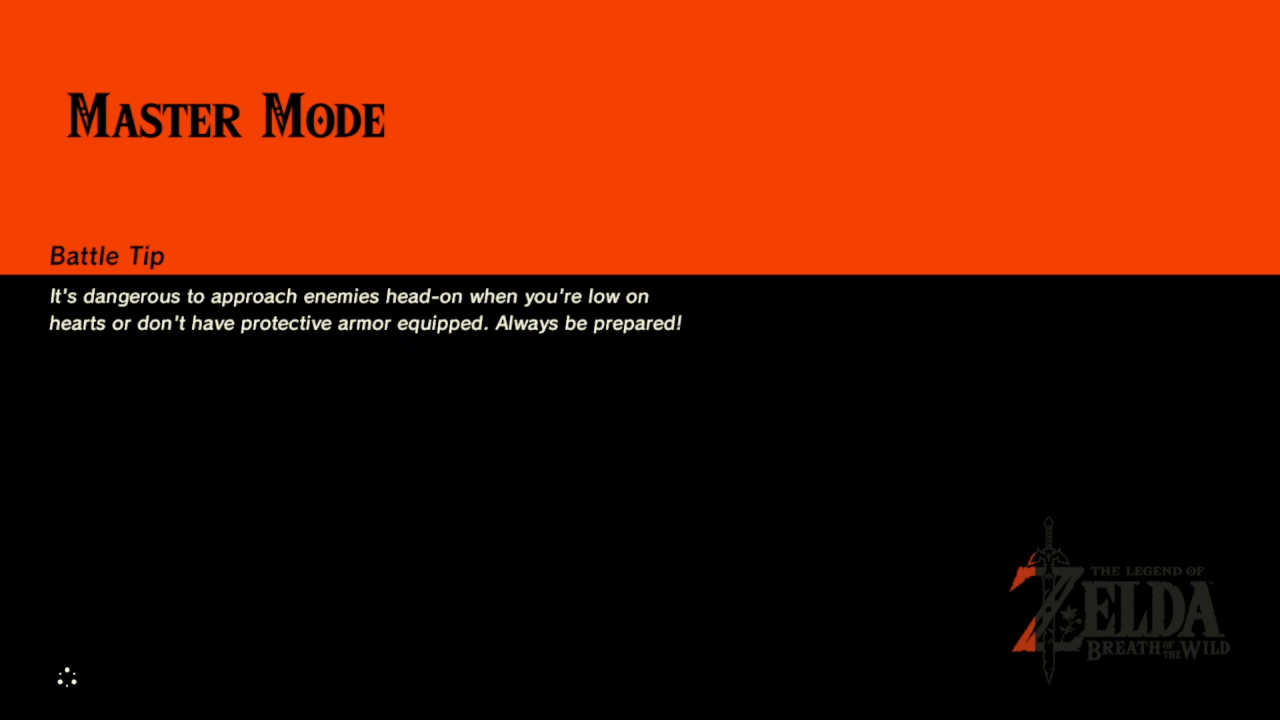 Master Mode
Battle Tip
It's dangerous to approach enemies head-on when you're low on
hearts or don't have protective armor equipped. Always be prepared!
THE LEGEND OF
ZELDA
BREATH OF THE WILD